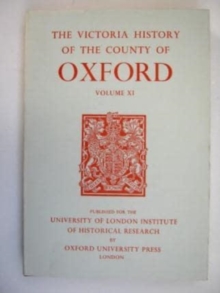 THE VICTORIA HISTORY
OF THE COUNTY OF
OXFORD
VOLUME XI
PUBLISHED FOR THE
UNIVERSITY OF LONDON INSTITUTE
OF HISTORICAL RESEARCH
BY
OXFORD UNIVERSITY PRESS
LONDON